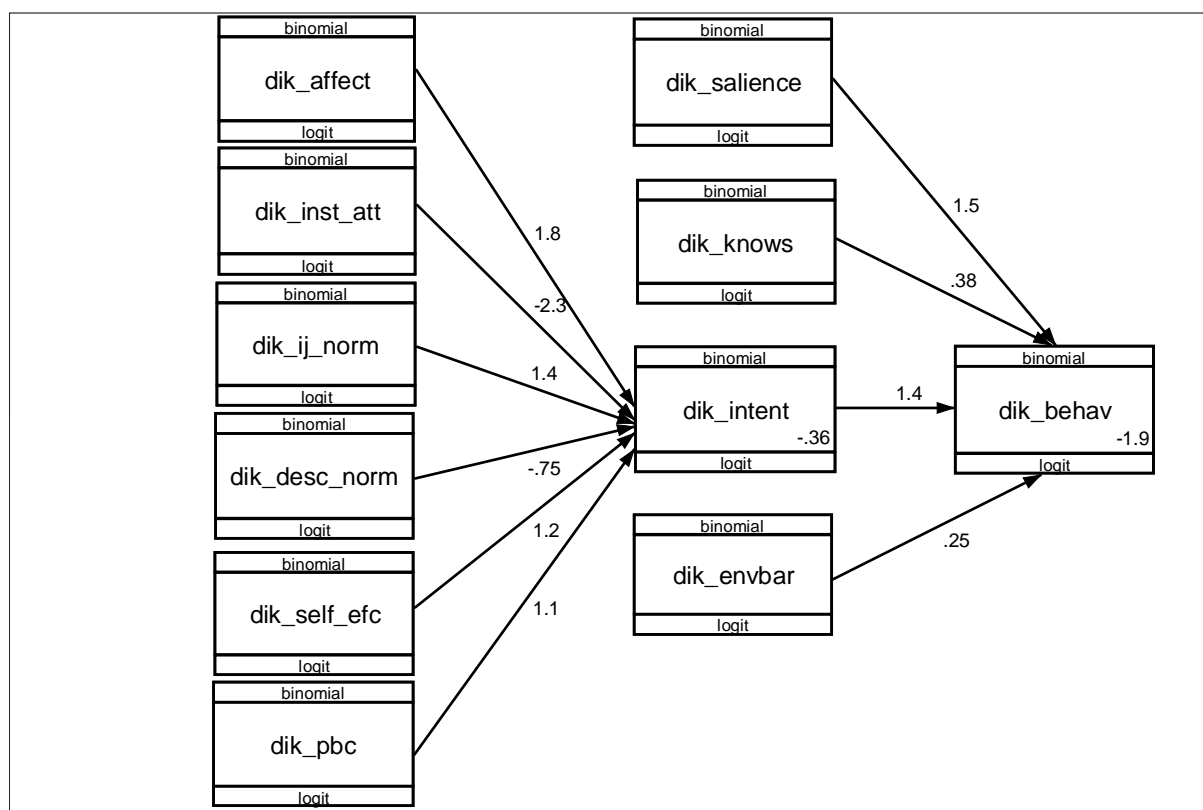 binomial
dik_affect
logit
binomial
dik_inst_att
logit
binomial
dik_ij_norm
logit
binomial
dik_desc_norm
logit
binomial
dik_self_efc
logit
binomial
dik_pbc
logit
1.8
-2.3
1.4
-.75
1.2
1.1
binomial
dik_salience
logit
binomial
dik_knows
logit
binomial
dik_intent
-.36
logit
binomial
dik_envbar
logit
1.5
.38
1.4
.25
binomial
dik_behav
-1.9
logit